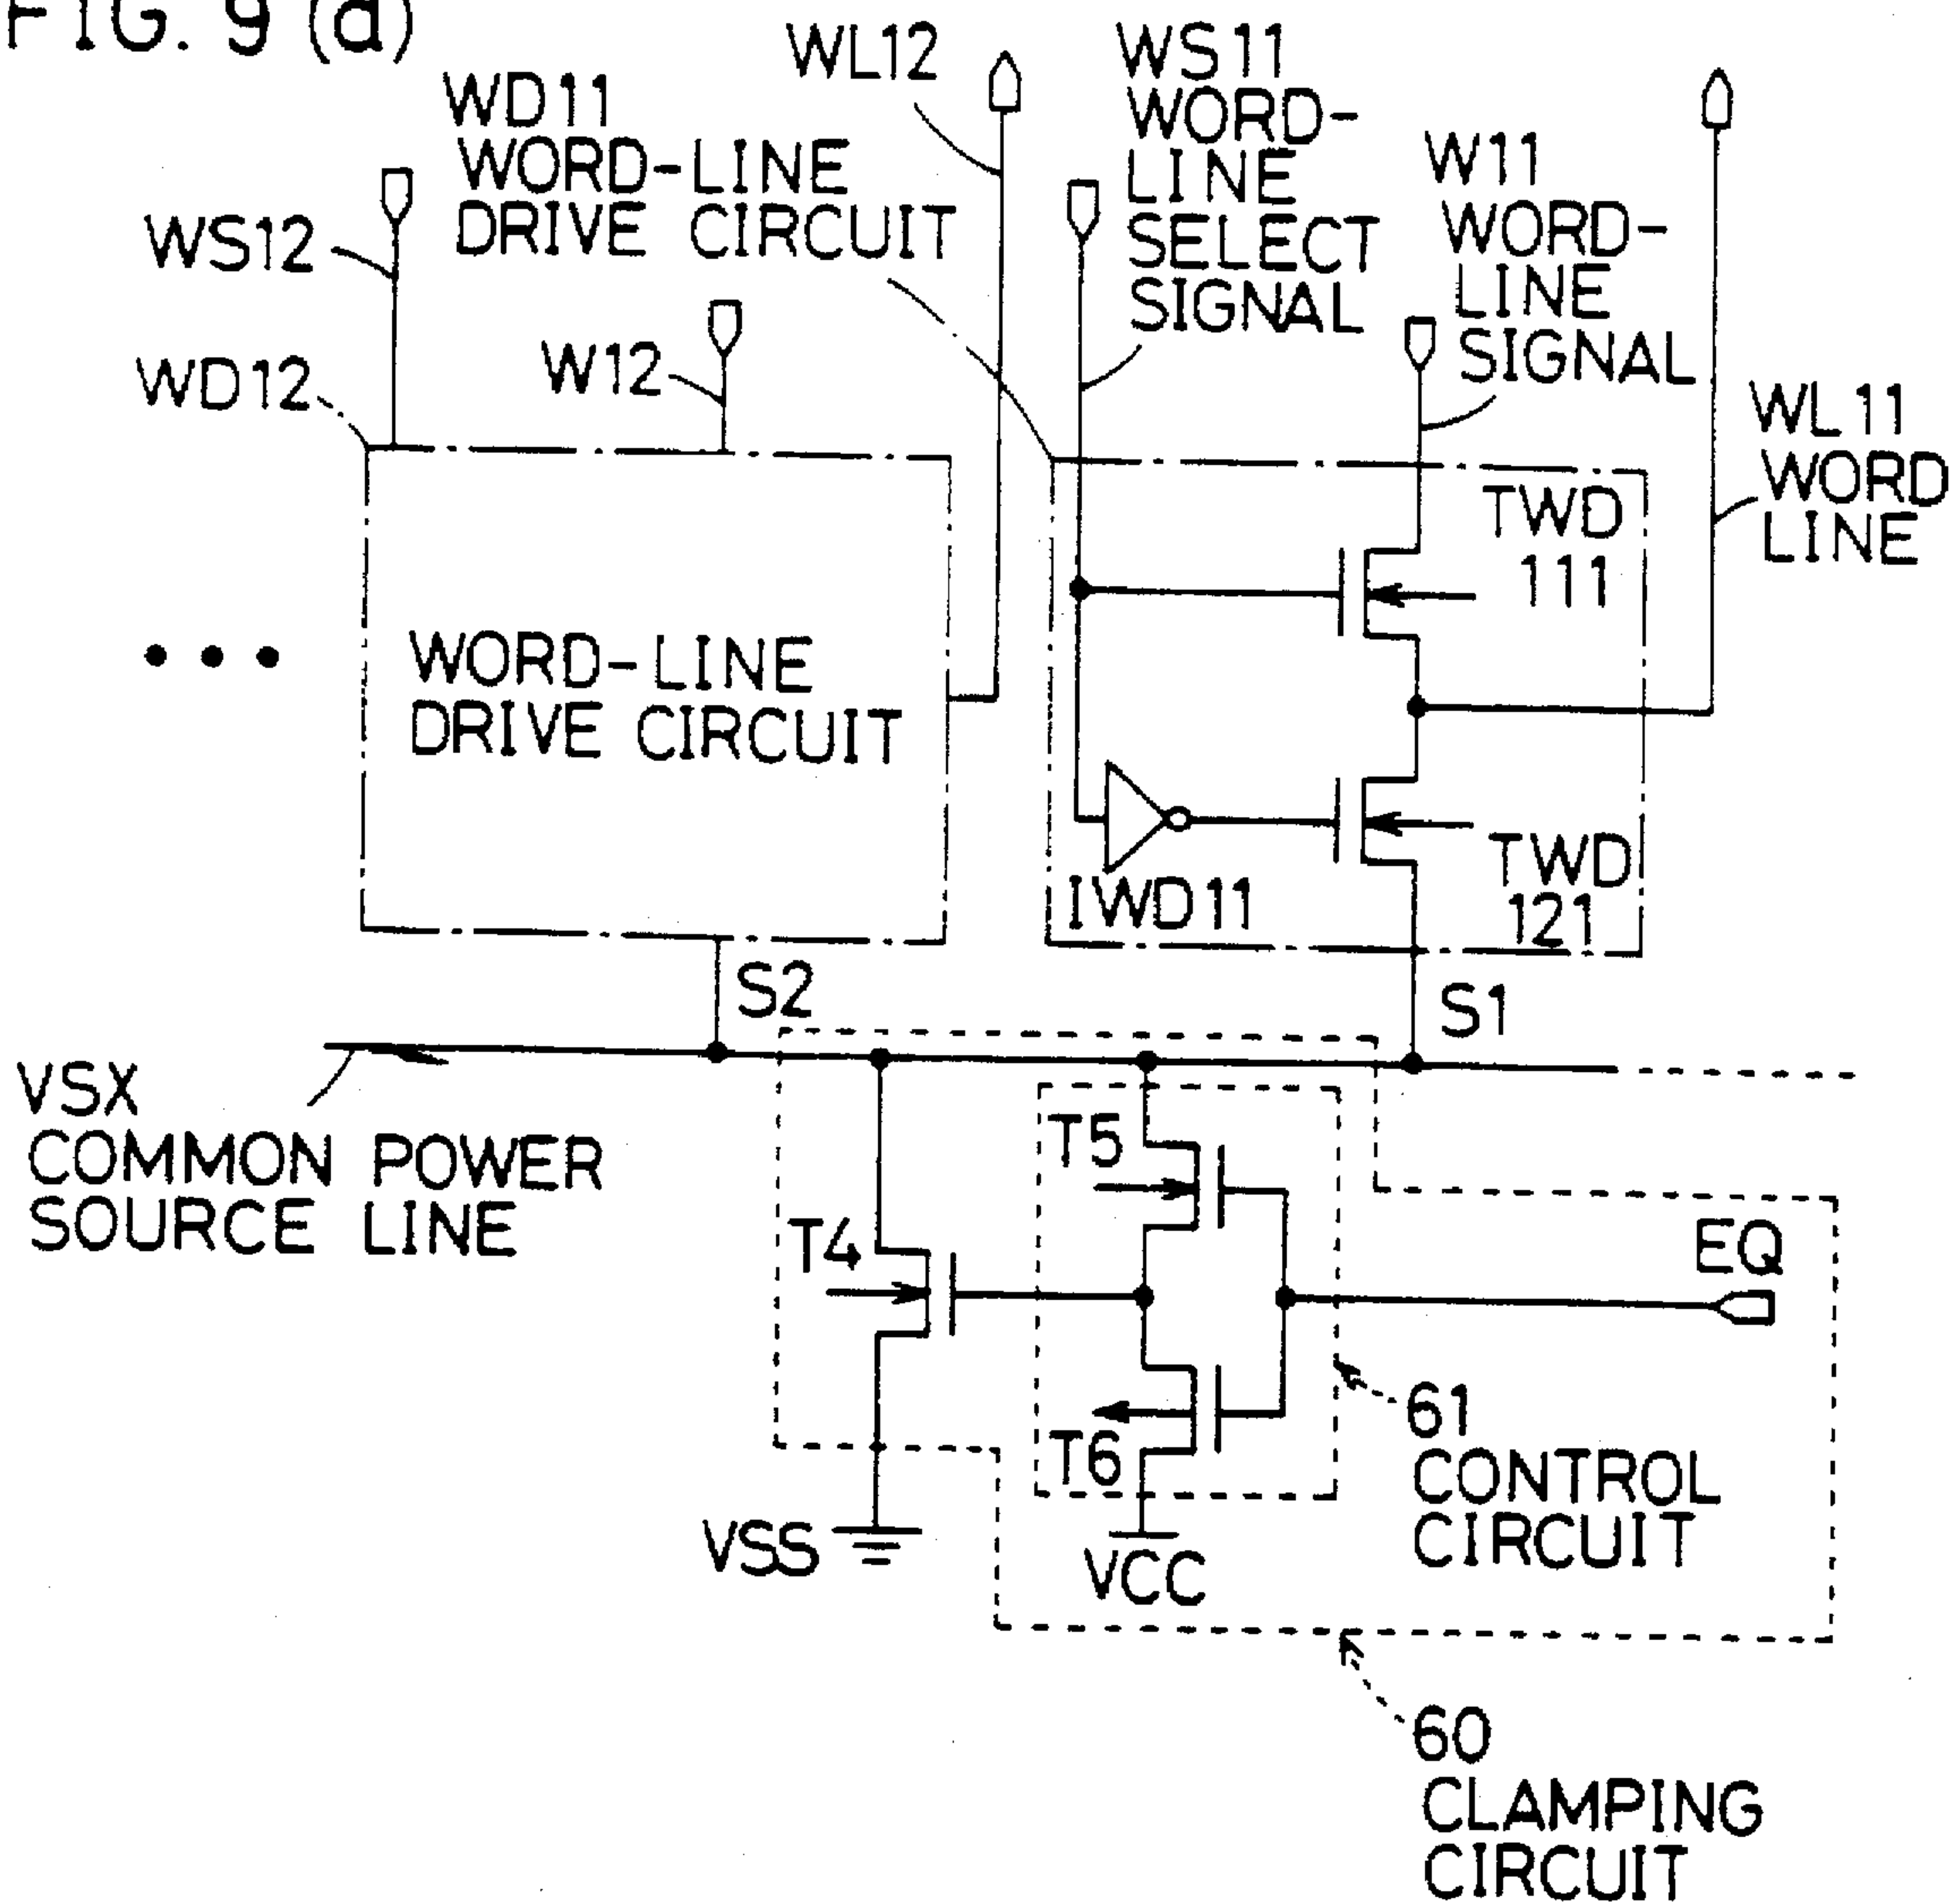 FIG. 9 (a)
WL12
WS11
WORD-
LINE
SELECT
SIGNAL
WD11
WORD-LINE
DRIVE CIRCUIT
W11
WORD-
LINE
SIGNAL
WS12
WD12
W12
WL11
WORD
LINE
TWD
111
WORD-LINE
DRIVE CIRCUIT
IWD11
TWD
121
S2
S1
VSX
COMMON POWER
SOURCE LINE
T5
T4
EQ
T6
61
CONTROL
CIRCUIT
VSS
VCC
60
CLAMPING
CIRCUIT